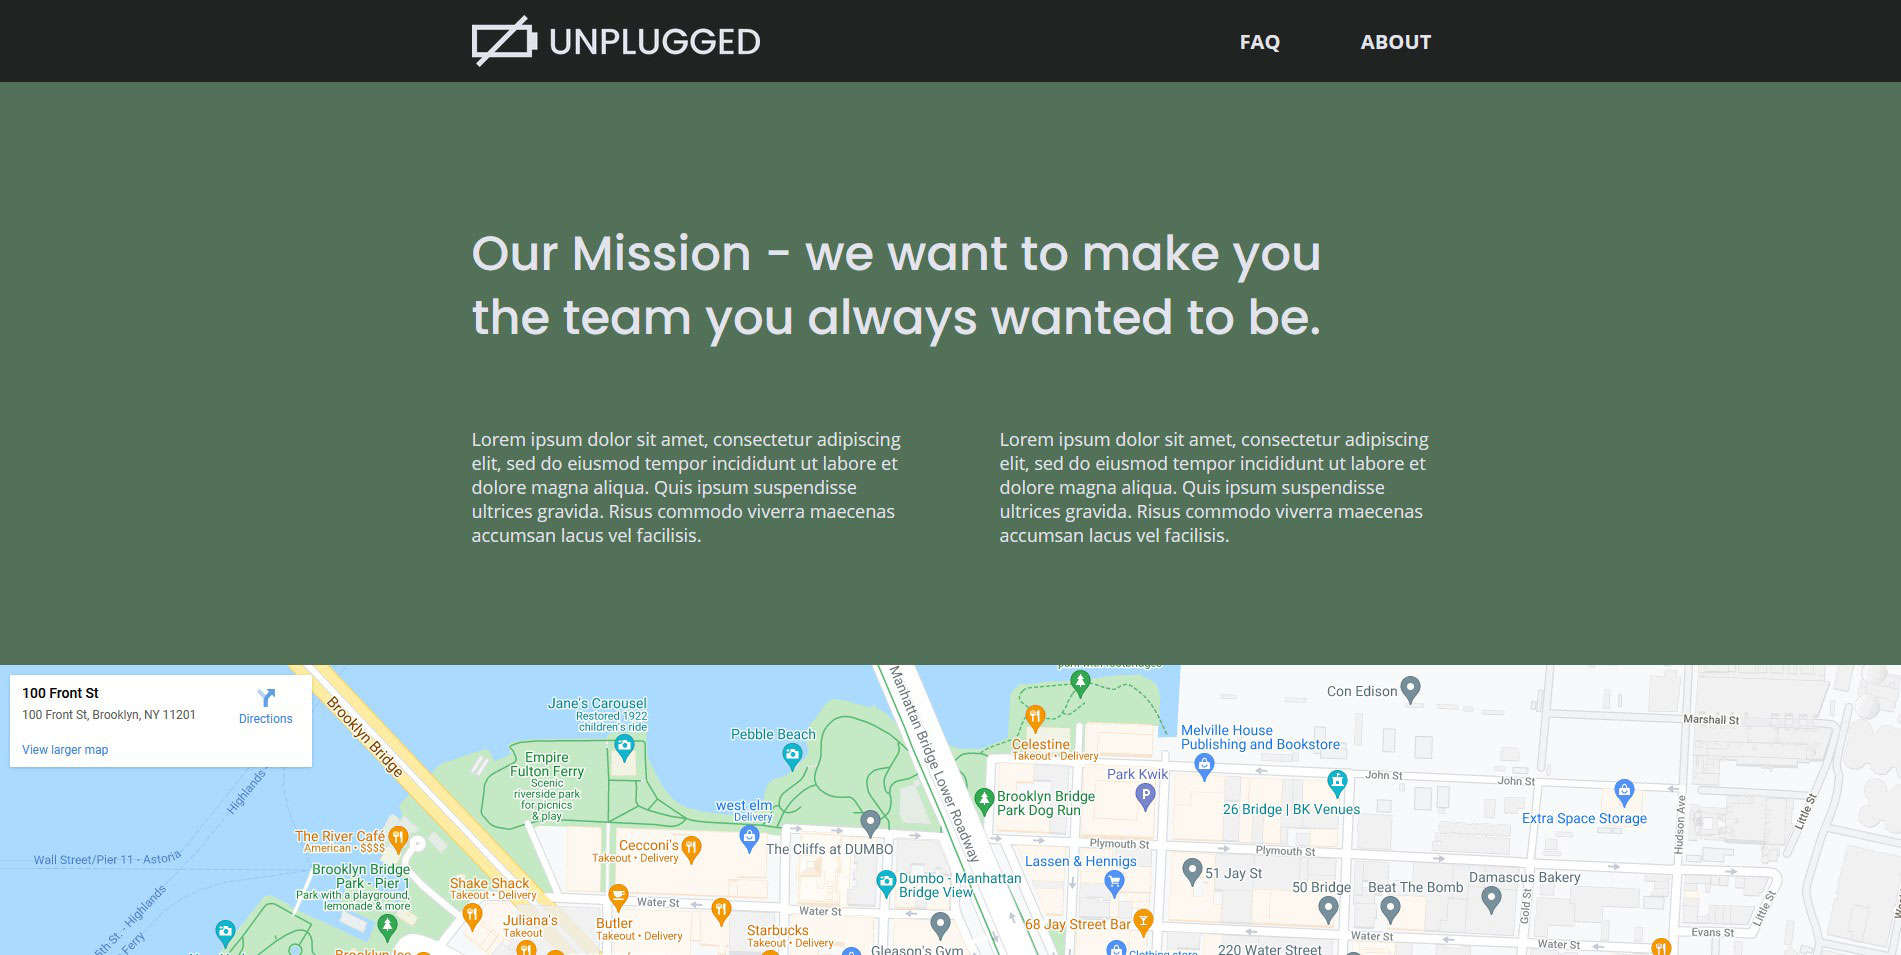 UNPLUGGED
FAQ
ABOUT
Our Mission - we want to make you
the team you always wanted to be.
Lorem ipsum dolor sit amet, consectetur adipiscing
elit, sed do eiusmod tempor incididunt ut labore et
dolore magna aliqua. Quis ipsum suspendisse
ultrices gravida. Risus commodo viverra maecenas
accumsan lacus vel facilisis.
Lorem ipsum dolor sit amet, consectetur adipiscing
elit, sed do eiusmod tempor incididunt ut labore et
dolore magna aliqua. Quis ipsum suspendisse
ultrices gravida. Risus commodo viverra maecenas
accumsan lacus vel facilisis.
100 Front St
100 Front St, Brooklyn, NY 11201
Directions
View larger map
Brooklyn Bridge
Jane's Carousel
Restored 1922
children's ride
Pebble Beach
Empire
Fulton Ferry
Scenic
riverside park
for picnics
& play
Manhattan Bridge Lower Roadway
Con Edison
Marshall St
Celestine
Takeout • Delivery
Melville House
Publishing and Bookstore
Park Kwik
P
John St
John St
Brooklyn Bridge
Park Dog Run
26 Bridge | BK Venues
Extra Space Storage
Hudson Ave
Little St
Highlands
west elm
Delivery
The River Café
American • $$$$
Cecconi's
Takeout • Delivery
The Cliffs at DUMBO
Plymouth St
Plymouth St
Wall Street/Pier 11 - Astoria
Brooklyn Bridge
Park - Pier 1
Park with a playground,
lemonade & more
Shake Shack
Takeout • Delivery
Dumbo - Manhattan
Bridge View
Lassen & Hennigs
51 Jay St
50 Bridge
Beat The Bomb
Damascus Bakery
Gold St
Little St
Water St
Water St
Juliana's
Takeout
Butler
Takeout • Delivery
Starbucks
Takeout • Delivery
68 Jay Street Bar
Gleason's Gym
220 Water Street
Water St
Water St
Evans St
5th St. - Highlands
Ferry
Clothing store